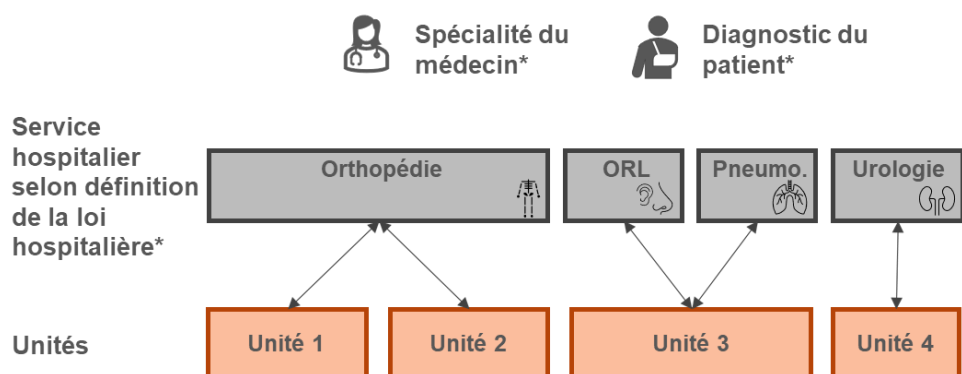 Spécialité du
médecin*
Diagnostic du
patient*
Service
hospitalier
selon définition
de la loi
hospitalière*
Orthopédie
ORL
Pneumo.
Urologie
Unités
Unité 1
Unité 2
Unité 3
Unité 4